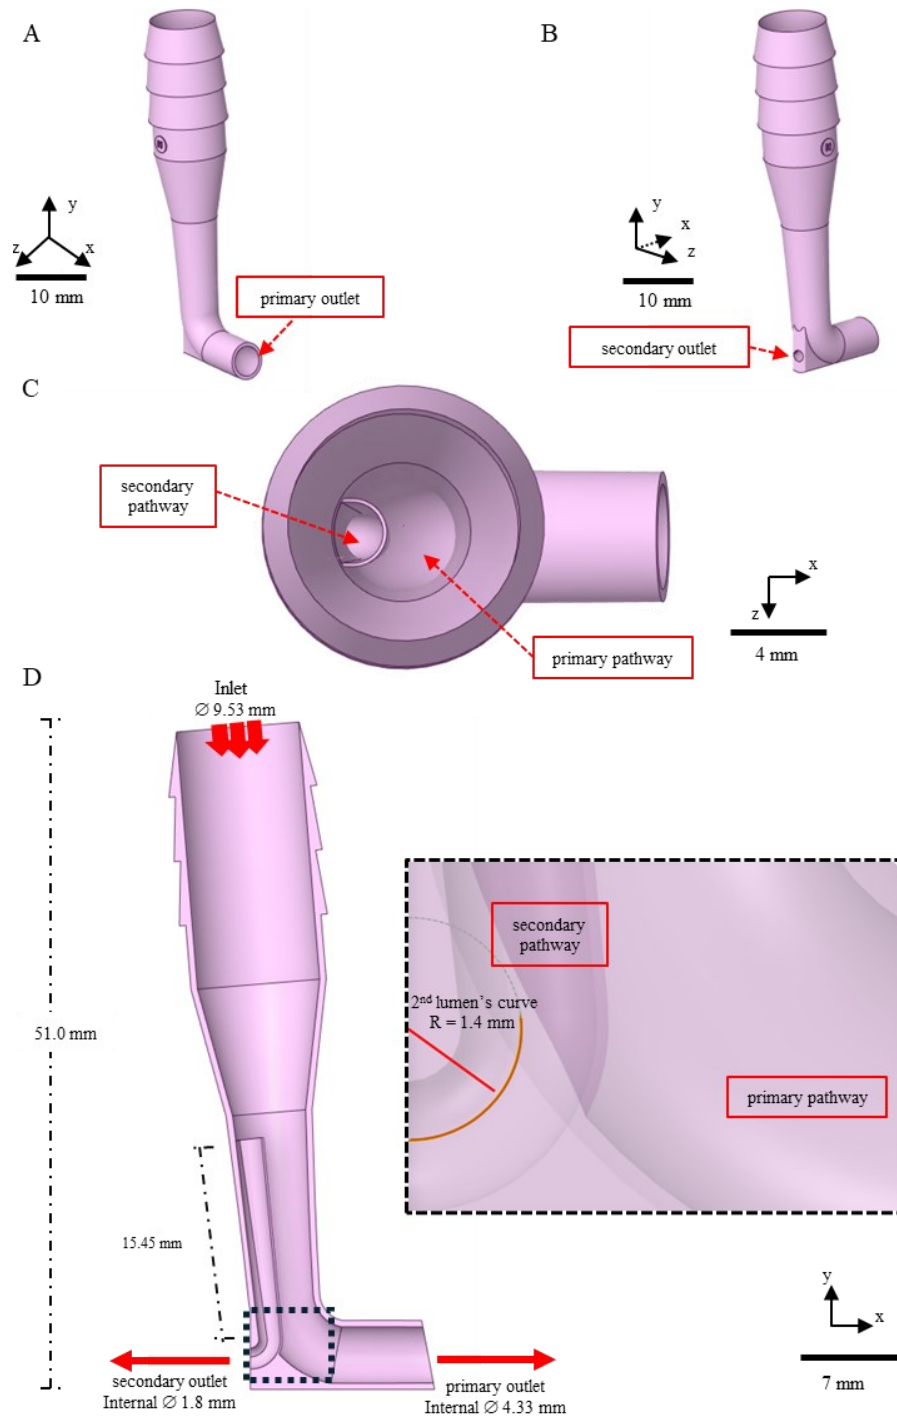 A
B
y
z
x
10 mm
primary outlet
y
x
z
10 mm
secondary outlet
C
secondary
pathway
primary pathway
x
z
4 mm
D
Inlet
∅ 9.53 mm
51.0 mm
15.45 mm
secondary
pathway
2nd lumen's curve
R = 1.4 mm
primary pathway
y
x
7 mm
secondary outlet
Internal ∅ 1.8 mm
primary outlet
Internal ∅ 4.33 mm